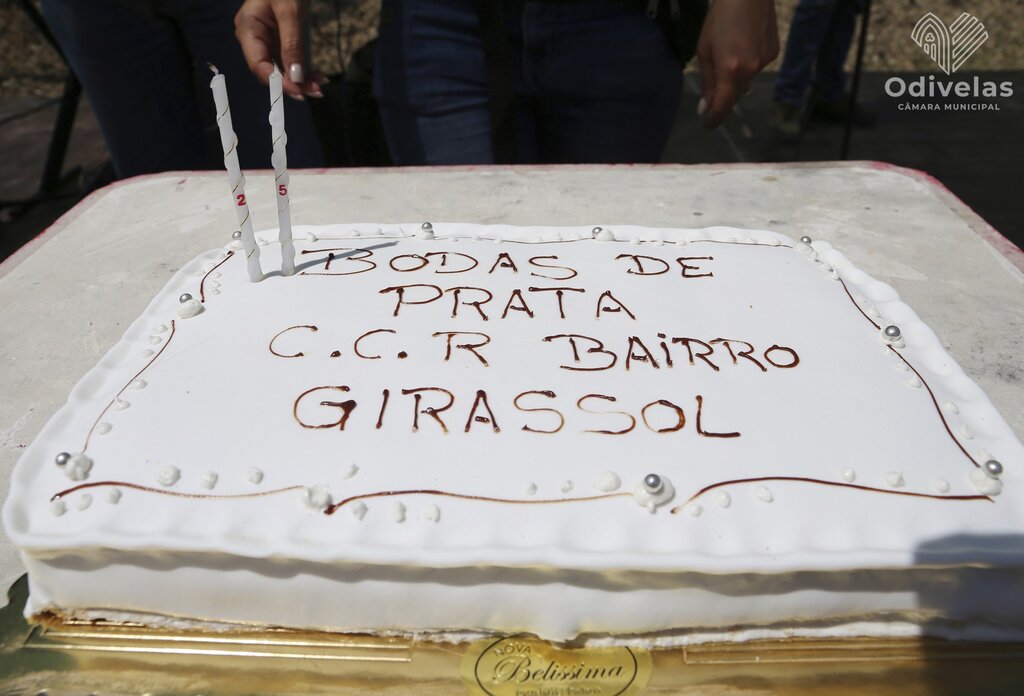 Odivelas
CÂMARA MUNICIPAL
2 5
BODAS DE
PRATA
C.C.R BAiRRO
GIRASSOL
NOVA
Belissima